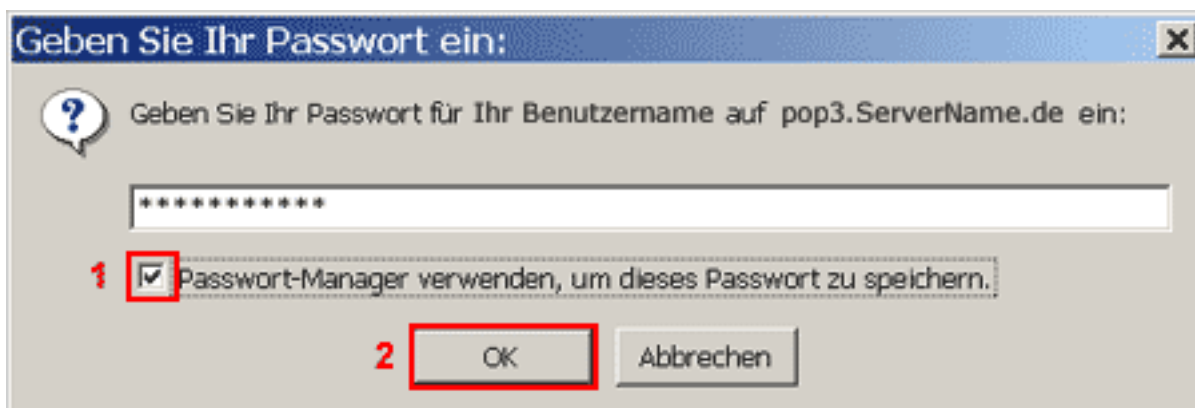 Geben Sie Ihr Passwort ein:
Geben Sie Ihr Passwort für Ihr Benutzername auf pop3.ServerName.de ein:
***********
1 Passwort-Manager verwenden, um dieses Passwort zu speichern.
2 OK Abbrechen